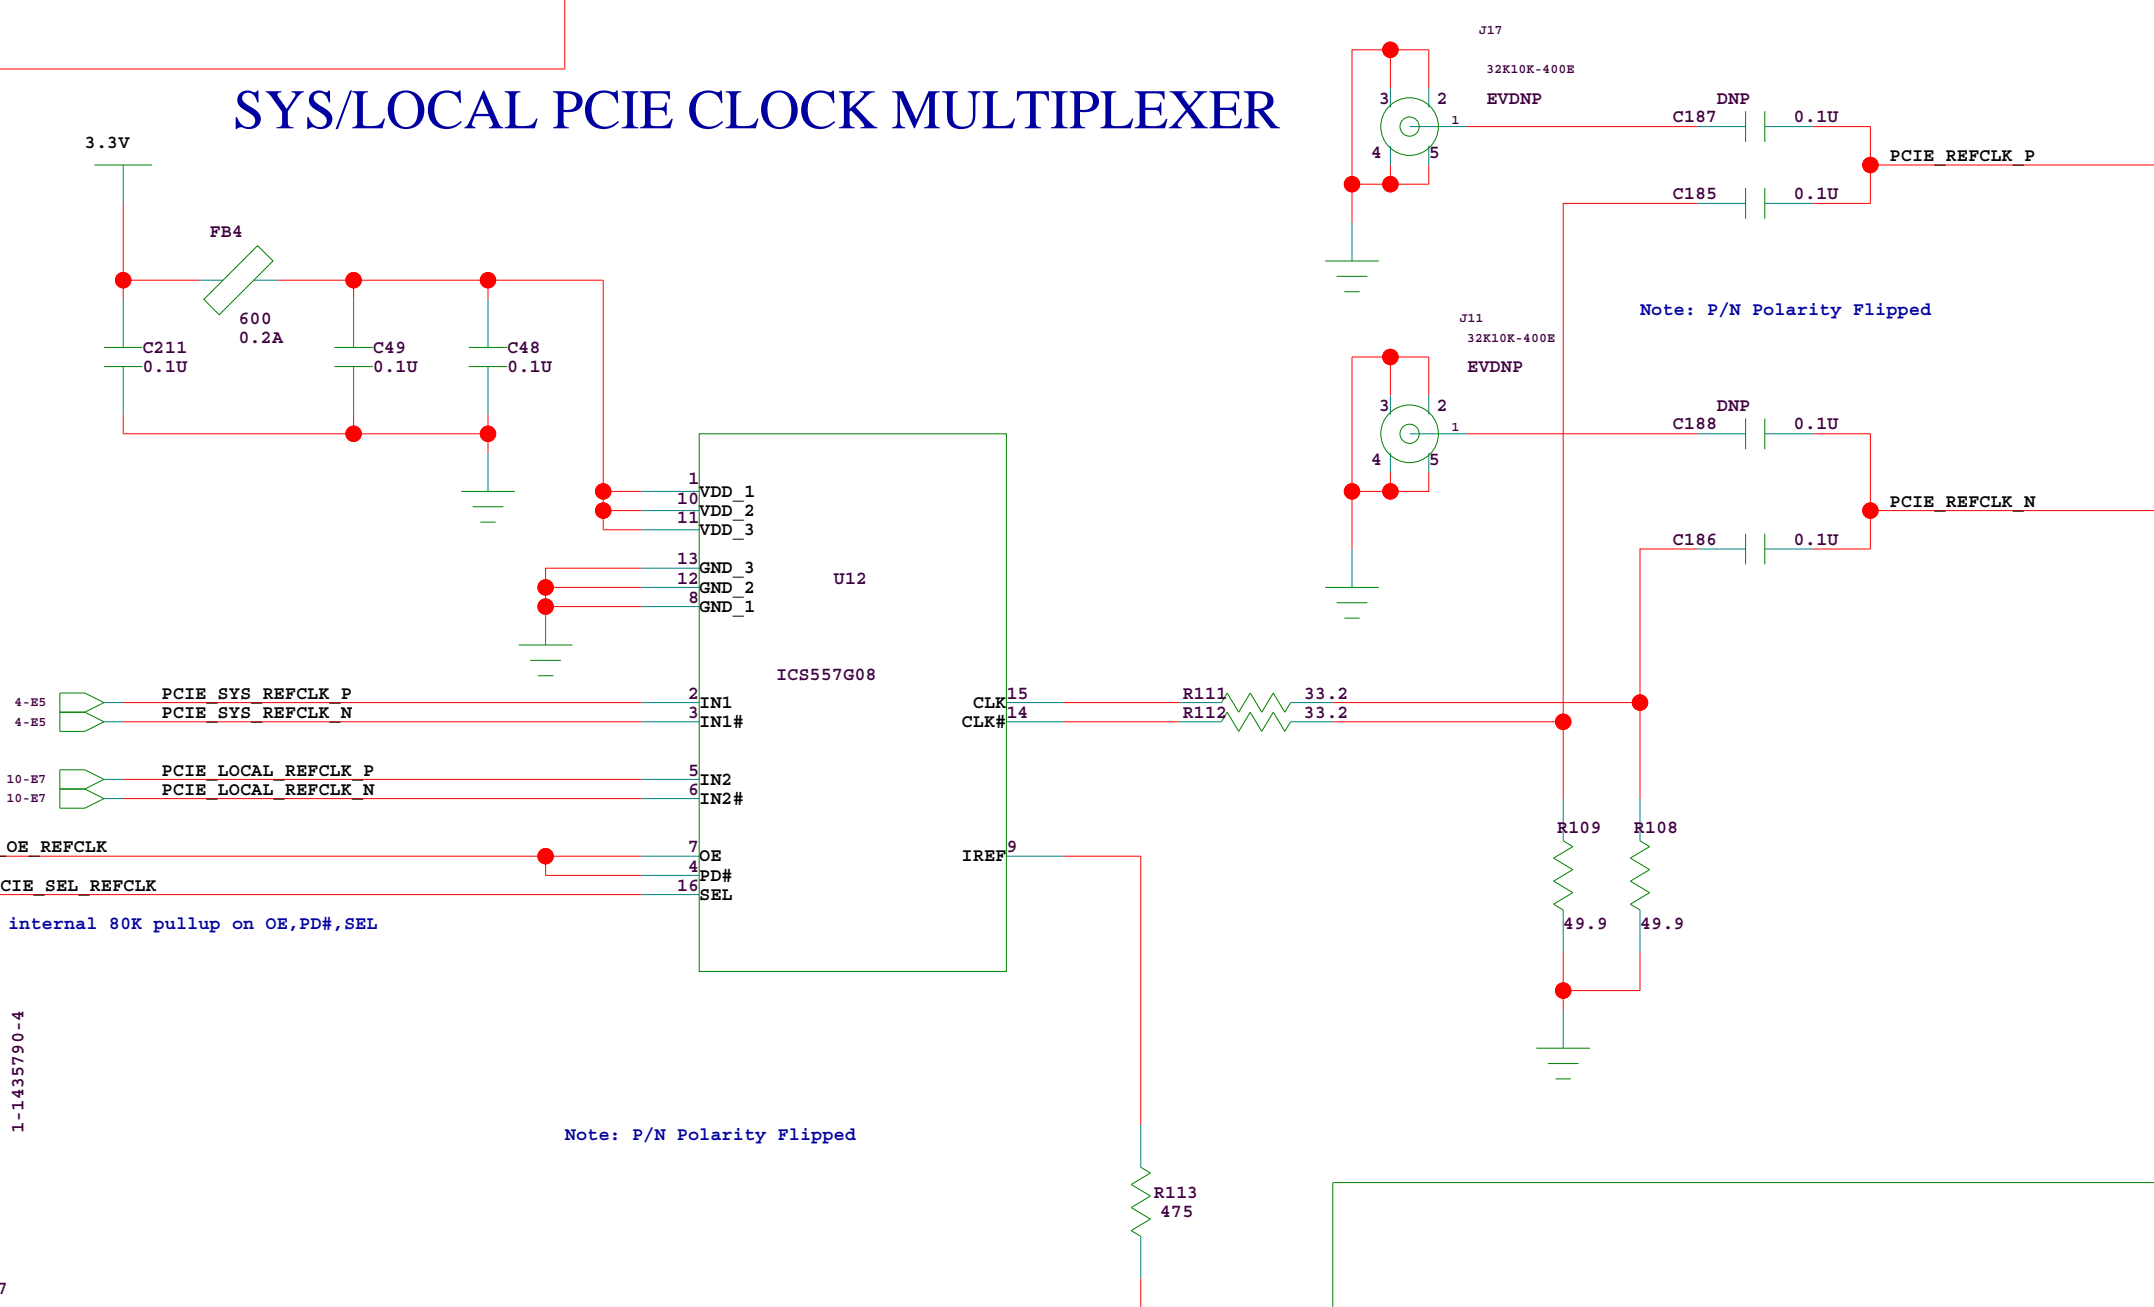 J17
32K10K-400E
EVDNP
SYS/LOCAL PCIE CLOCK MULTIPLEXER
3 2
1
4 5
DNP
C187 0.1U
C185 0.1U
PCIE_REFCLK_P
3.3V
FB4
600
0.2A
C211
0.1U
C49
0.1U
C48
0.1U
Note: P/N Polarity Flipped
J11
32K10K-400E
EVDNP
3 2
1
4 5
DNP
C188 0.1U
C186 0.1U
PCIE_REFCLK_N
1 VDD_1
10 VDD_2
11 VDD_3
13 GND_3
12 GND_2
8 GND_1
U12
ICS557G08
4-E5 PCIE_SYS_REFCLK_P 2 IN1
4-E5 PCIE_SYS_REFCLK_N 3 IN1#
CLK 15 R111 33.2
CLK# 14 R112 33.2
10-E7 PCIE_LOCAL_REFCLK_P 5 IN2
10-E7 PCIE_LOCAL_REFCLK_N 6 IN2#
_OE_REFCLK 7 OE
4 PD#
CIE_SEL_REFCLK 16 SEL
IREF 9
internal 80K pullup on OE,PD#,SEL
R109 R108
49.9 49.9
1-1435790-4
Note: P/N Polarity Flipped
R113
475
7